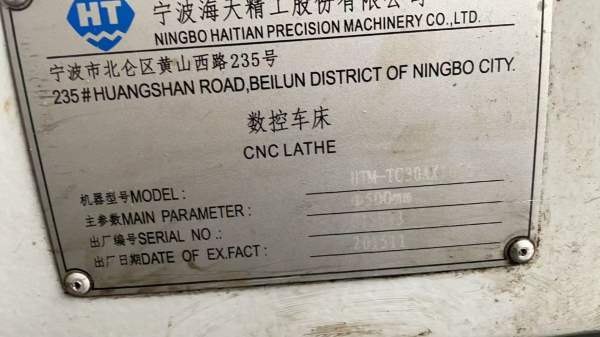 HT
宁波海天精工股份有限公司
NINGBO HAITIAN PRECISION MACHINERY CO.,LTD.
宁波市北仑区黄山西路235号
235#HUANGSHAN ROAD,BEILUN DISTRICT OF NINGBO CITY.
数控车床
CNC LATHE
机器型号MODEL:
主参数MAIN PARAMETER: φ500mm
出厂编号SERIAL NO.:
出厂日期DATE OF EX.FACT: 201311